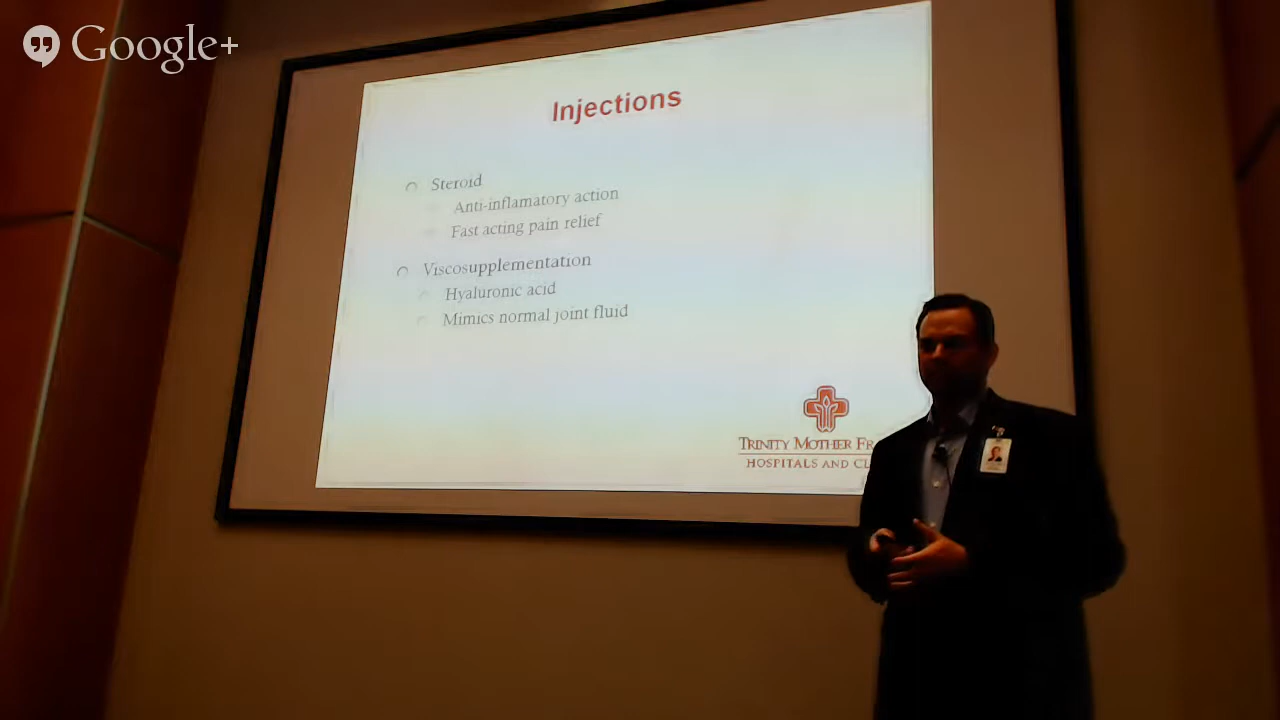 Google+
Injections
Steroid
Anti-inflamatory action
Fast acting pain relief
Viscosupplementation
Hyaluronic acid
Mimics normal joint fluid
TRINITY MOTHER FR
HOSPITALS AND CL